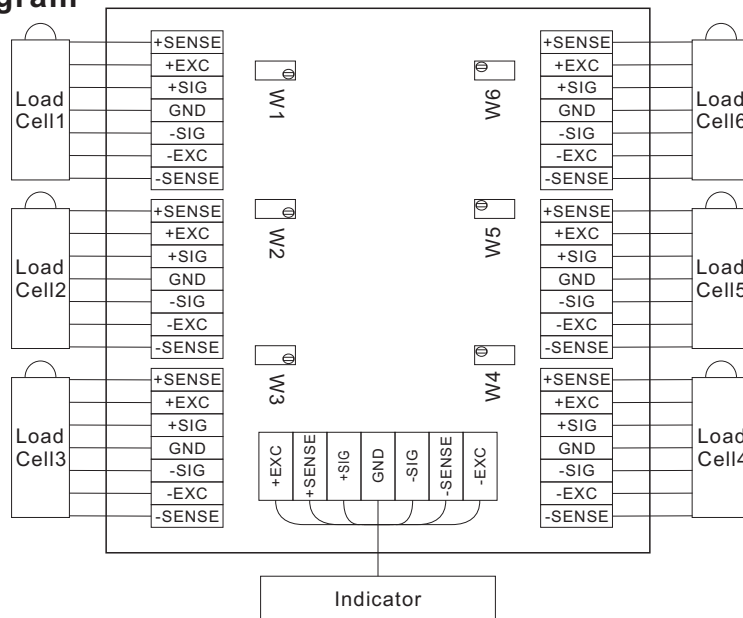 +SENSE
+EXC
+SIG
GND
-SIG
-EXC
-SENSE
Load
Cell1
W1
+SENSE
+EXC
+SIG
GND
-SIG
-EXC
-SENSE
Load
Cell6
W6
+SENSE
+EXC
+SIG
GND
-SIG
-EXC
-SENSE
Load
Cell2
W2
+SENSE
+EXC
+SIG
GND
-SIG
-EXC
-SENSE
Load
Cell5
W5
+SENSE
+EXC
+SIG
GND
-SIG
-EXC
-SENSE
Load
Cell3
W3
+SENSE
+EXC
+SIG
GND
-SIG
-EXC
-SENSE
Load
Cell4
W4
+EXC
+SENSE
+SIG
GND
-SIG
-SENSE
-EXC
Indicator